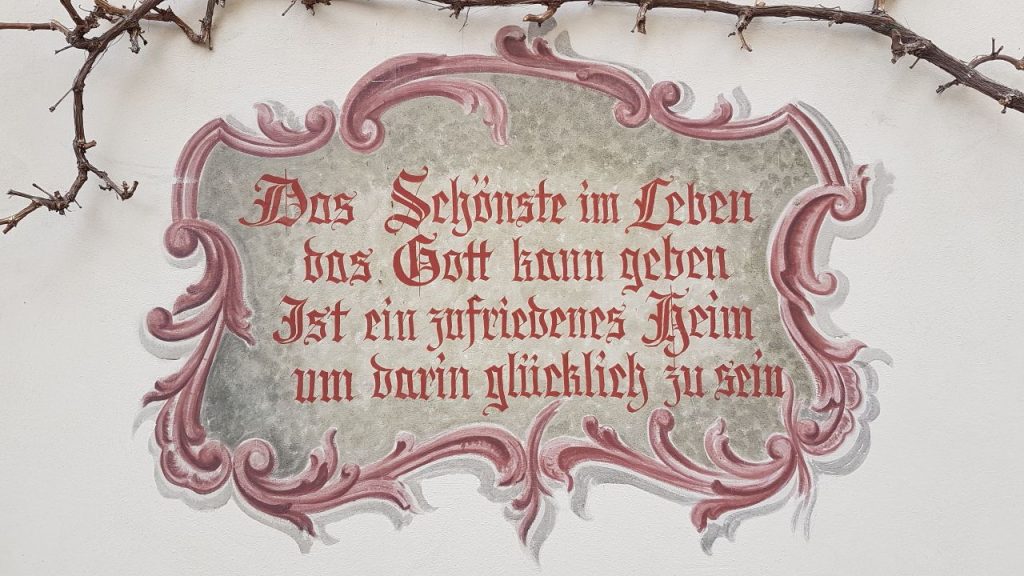 Das Schönste im Leben
das Gott kann geben
Ist ein zufriedenes Heim
um darin glücklich zu sein